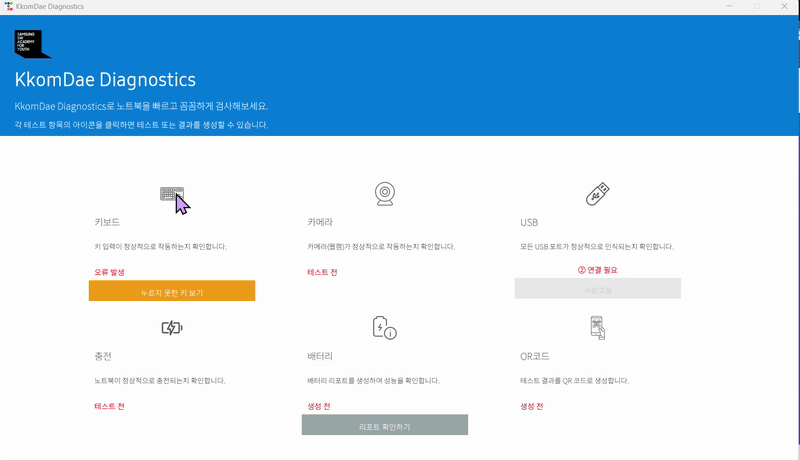 KkomDae Diagnostics
SAMSUNG
SW ACADEMY
FOR
YOUTH
KkomDae Diagnostics
KkomDae Diagnostics로 노트북을 빠르고 꼼꼼하게 검사해보세요.
각 테스트 항목의 아이콘을 클릭하면 테스트 또는 결과를 생성할 수 있습니다.
키보드
키 입력이 정상적으로 작동하는지 확인합니다.
오류 발생
누르지 못한 키 보기
카메라
카메라(웹캠)가 정상적으로 작동하는지 확인합니다.
테스트 전
USB
모든 USB 포트가 정상적으로 인식되는지 확인합니다.
② 연결 필요
새로고침
충전
노트북이 정상적으로 충전되는지 확인합니다.
테스트 전
배터리
배터리 리포트를 생성하여 성능을 확인합니다.
생성 전
리포트 확인하기
QR코드
테스트 결과를 QR 코드로 생성합니다.
생성 전